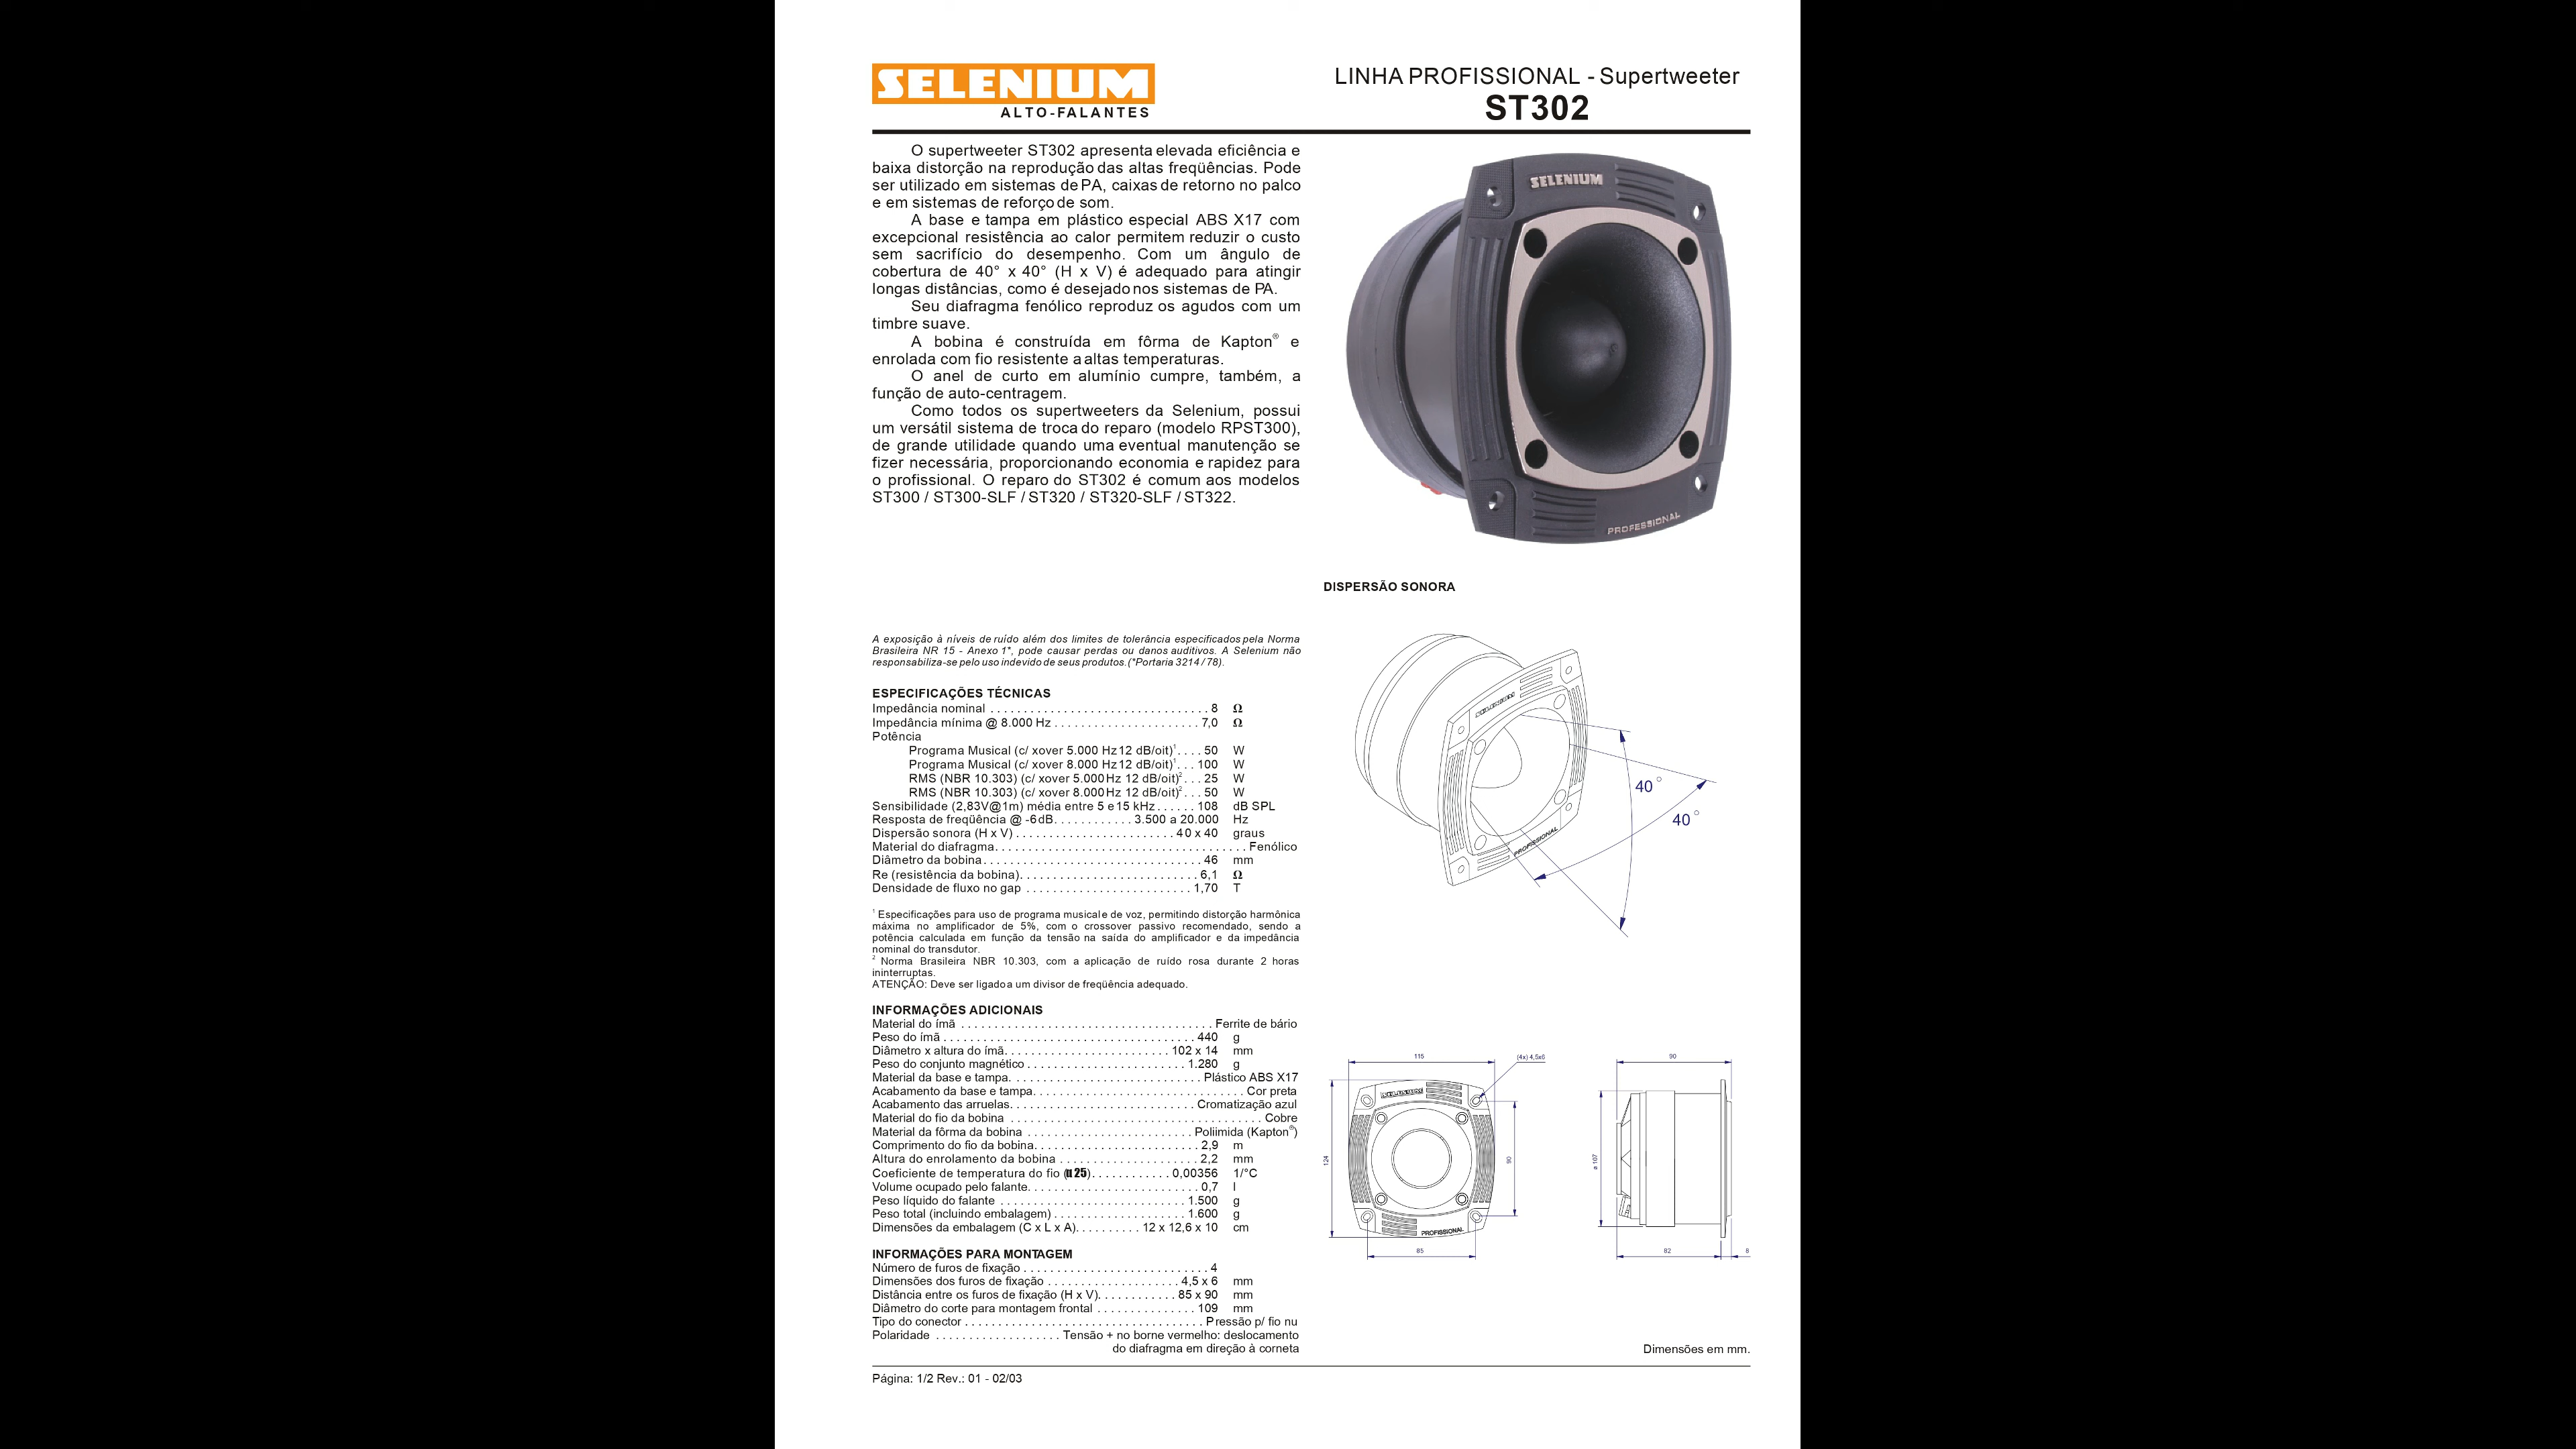 SELENIUM
ALTO-FALANTES
LINHA PROFISSIONAL - Supertweeter
ST302
O supertweeter ST302 apresenta elevada eficiência e
baixa distorção na reprodução das altas freqüências. Pode
ser utilizado em sistemas de PA, caixas de retorno no palco
e em sistemas de reforço de som.
A base e tampa em plástico especial ABS X17 com
excepcional resistência ao calor permitem reduzir o custo
sem sacrifício do desempenho. Com um ângulo de
cobertura de 40° x 40° (H x V) é adequado para atingir
longas distâncias, como é desejado nos sistemas de PA.
Seu diafragma fenólico reproduz os agudos com um
timbre suave.
A bobina é construída em fôrma de Kapton® e
enrolada com fio resistente a altas temperaturas.
O anel de curto em alumínio cumpre, também, a
função de auto-centragem.
Como todos os supertweeters da Selenium, possui
um versátil sistema de troca do reparo (modelo RPST300),
de grande utilidade quando uma eventual manutenção se
fizer necessária, proporcionando economia e rapidez para
o profissional. O reparo do ST302 é comum aos modelos
ST300 / ST300-SLF / ST320 / ST320-SLF / ST322.
SELENIUM
PROFESSIONAL
A exposição à níveis de ruído além dos limites de tolerância especificados pela Norma
Brasileira NR 15 - Anexo 1*, pode causar perdas ou danos auditivos. A Selenium não
responsabiliza-se pelo uso indevido de seus produtos. (*Portaria 3214 / 78).
ESPECIFICAÇÕES TÉCNICAS
Impedância nominal . . . . . . . . . . . . . . . . . . . . . . . . . . . . . . . . . 8 Ω
Impedância mínima @ 8.000 Hz . . . . . . . . . . . . . . . . . . . . . . 7,0 Ω
Potência
Programa Musical (c/ xover 5.000 Hz 12 dB/oit)¹. . . . 50 W
Programa Musical (c/ xover 8.000 Hz 12 dB/oit)¹. . . 100 W
RMS (NBR 10.303) (c/ xover 5.000 Hz 12 dB/oit)². . . 25 W
RMS (NBR 10.303) (c/ xover 8.000 Hz 12 dB/oit)². . . 50 W
Sensibilidade (2,83V@1m) média entre 5 e 15 kHz . . . . . . 108 dB SPL
Resposta de freqüência @ -6 dB. . . . . . . . . . . . 3.500 a 20.000 Hz
Dispersão sonora (H x V) . . . . . . . . . . . . . . . . . . . . . . . . 40 x 40 graus
Material do diafragma. . . . . . . . . . . . . . . . . . . . . . . . . . . . . . . . . . . . . . Fenólico
Diâmetro da bobina. . . . . . . . . . . . . . . . . . . . . . . . . . . . . . . . . 46 mm
Re (resistência da bobina). . . . . . . . . . . . . . . . . . . . . . . . . . . 6,1 Ω
Densidade de fluxo no gap . . . . . . . . . . . . . . . . . . . . . . . . . 1,70 T
¹ Especificações para uso de programa musical e de voz, permitindo distorção harmônica
máxima no amplificador de 5%, com o crossover passivo recomendado, sendo a
potência calculada em função da tensão na saída do amplificador e da impedância
nominal do transdutor.
² Norma Brasileira NBR 10.303, com a aplicação de ruído rosa durante 2 horas
ininterruptas.
ATENÇÃO: Deve ser ligado a um divisor de freqüência adequado.
INFORMAÇÕES ADICIONAIS
Material do ímã . . . . . . . . . . . . . . . . . . . . . . . . . . . . . . . . . . . . . . Ferrite de bário
Peso do ímã . . . . . . . . . . . . . . . . . . . . . . . . . . . . . . . . . . . . . . 440 g
Diâmetro x altura do ímã. . . . . . . . . . . . . . . . . . . . . . . . . 102 x 14 mm
Peso do conjunto magnético . . . . . . . . . . . . . . . . . . . . . . . . 1.280 g
Material da base e tampa. . . . . . . . . . . . . . . . . . . . . . . . . . . . . Plástico ABS X17
Acabamento da base e tampa. . . . . . . . . . . . . . . . . . . . . . . . . . . . . . . . Cor preta
Acabamento das arruelas. . . . . . . . . . . . . . . . . . . . . . . . . . . . Cromatização azul
Material do fio da bobina . . . . . . . . . . . . . . . . . . . . . . . . . . . . . . . . . . . . . . Cobre
Material da fôrma da bobina . . . . . . . . . . . . . . . . . . . . . . . . . Poliimida (Kapton®)
Comprimento do fio da bobina. . . . . . . . . . . . . . . . . . . . . . . . . 2,9 m
Altura do enrolamento da bobina . . . . . . . . . . . . . . . . . . . . . 2,2 mm
Coeficiente de temperatura do fio (α25) . . . . . . . . . . . . 0,00356 1/°C
Volume ocupado pelo falante. . . . . . . . . . . . . . . . . . . . . . . . . . 0,7 l
Peso líquido do falante . . . . . . . . . . . . . . . . . . . . . . . . . . . . 1.500 g
Peso total (incluindo embalagem) . . . . . . . . . . . . . . . . . . . . 1.600 g
Dimensões da embalagem (C x L x A). . . . . . . . . . 12 x 12,6 x 10 cm
INFORMAÇÕES PARA MONTAGEM
Número de furos de fixação . . . . . . . . . . . . . . . . . . . . . . . . . . . . 4
Dimensões dos furos de fixação . . . . . . . . . . . . . . . . . . . . 4,5 x 6 mm
Distância entre os furos de fixação (H x V). . . . . . . . . . . . 85 x 90 mm
Diâmetro do corte para montagem frontal . . . . . . . . . . . . . . . 109 mm
Tipo do conector . . . . . . . . . . . . . . . . . . . . . . . . . . . . . . . . . . . . Pressão p/ fio nu
Polaridade . . . . . . . . . . . . . . . . . . . Tensão + no borne vermelho: deslocamento
do diafragma em direção à corneta
DISPERSÃO SONORA
SELENIUM
PROFISSIONAL
40°
40°
115
(4x) 4,5x6
124
90
85
SELENIUM
PROFISSIONAL
90
ø 107
82
8
Dimensões em mm.
Página: 1/2 Rev.: 01 - 02/03